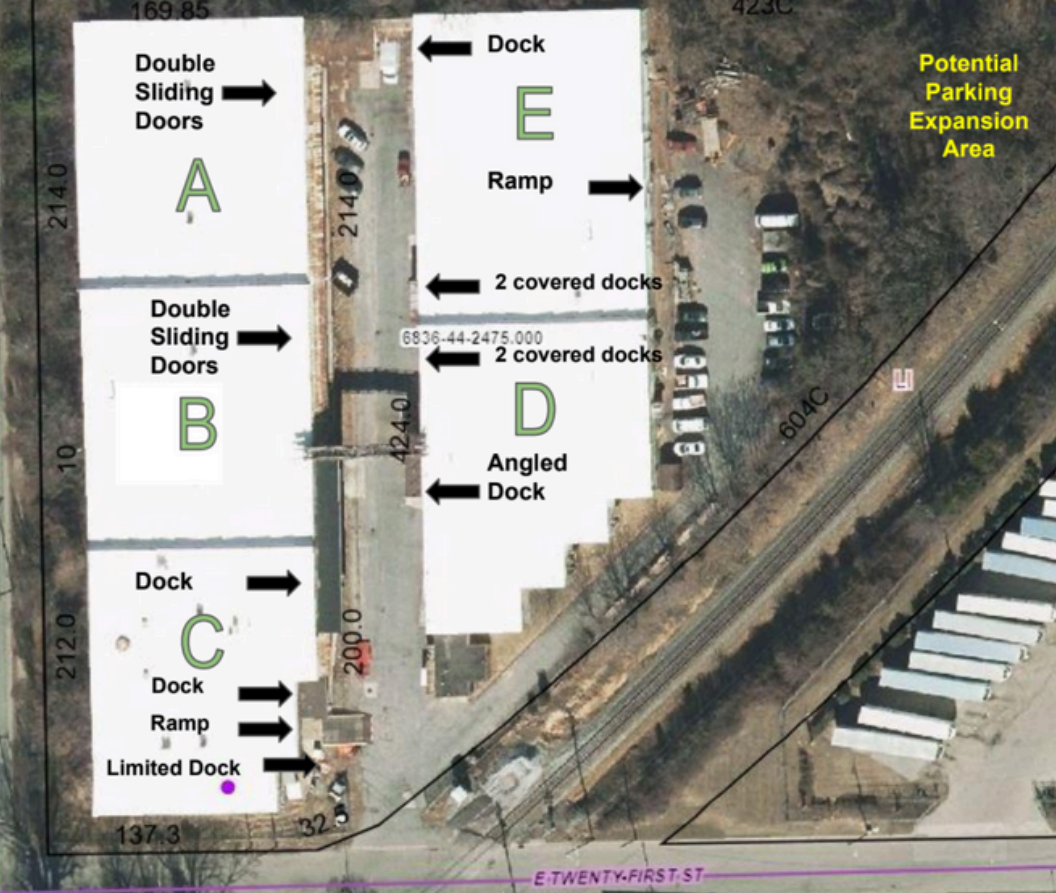 169.85
423C
Dock
Double
Sliding
Doors
Potential
Parking
Expansion
Area
E
A
Ramp
214.0
214.0
2 covered docks
Double
Sliding
Doors
6836-44-2475.000
2 covered docks
LI
B
D
424.0
604C
10
Angled
Dock
Dock
C
212.0
200.0
Dock
Ramp
Limited Dock
137.3
E TWENTY-FIRST ST